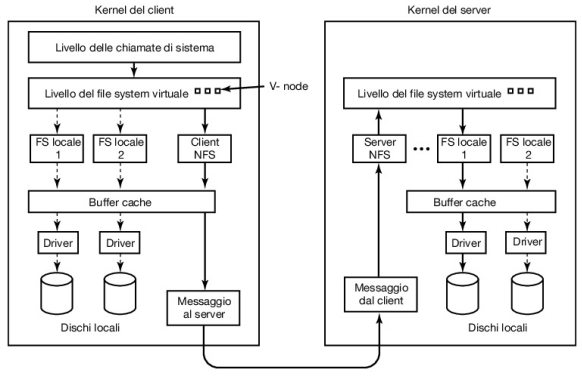 Kernel del client
Livello delle chiamate di sistema
Livello del file system virtuale
V- node
FS locale
1
FS locale
2
Client
NFS
Buffer cache
Driver
Driver
Messaggio
al server
Dischi locali
Kernel del server
Livello del file system virtuale
Server
NFS
FS locale
1
FS locale
2
Buffer cache
Driver
Driver
Messaggio
dal client
Dischi locali